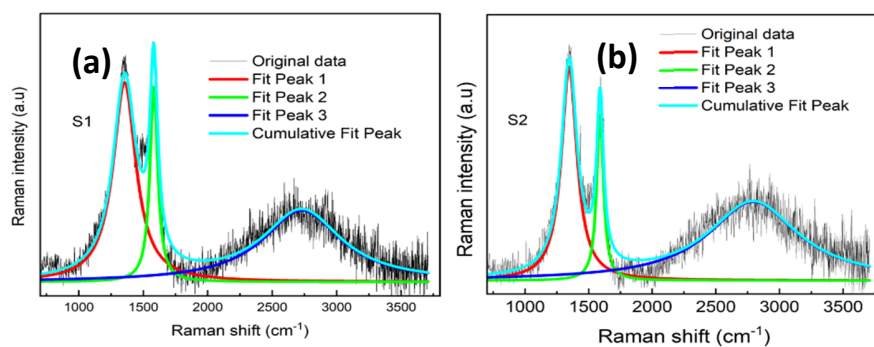 (a)
S1
Original data
Fit Peak 1
Fit Peak 2
Fit Peak 3
Cumulative Fit Peak
Raman intensity (a.u)
1000 1500 2000 2500 3000 3500
Raman shift (cm⁻¹)
(b)
S2
Original data
Fit Peak 1
Fit Peak 2
Fit Peak 3
Cumulative Fit Peak
Raman intensity (a.u)
1000 1500 2000 2500 3000 3500
Raman shift (cm⁻¹)